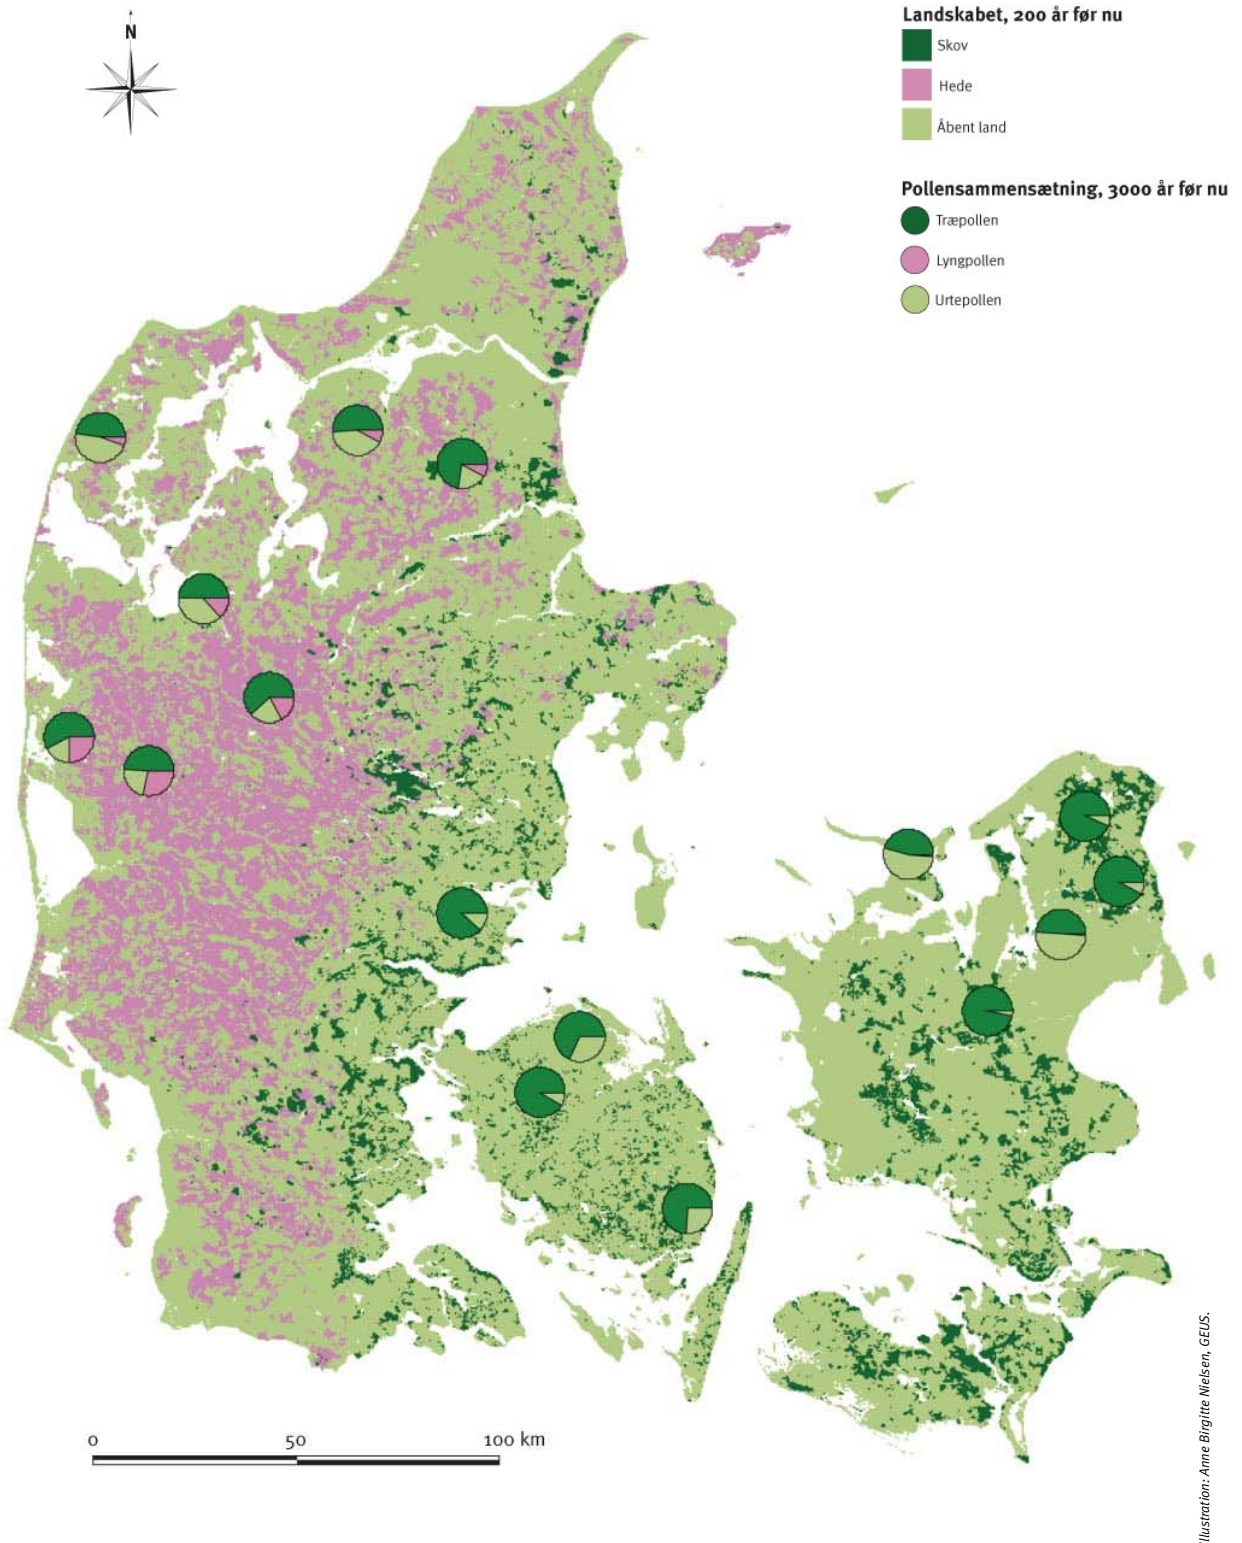 N
Landskabet, 200 år før nu
Skov
Hede
Åbent land
Pollensammensætning, 3000 år før nu
Træpollen
Lyngpollen
Urtepollen
0 50 100 km
Illustration: Anne Birgitte Nielsen, GEUS.